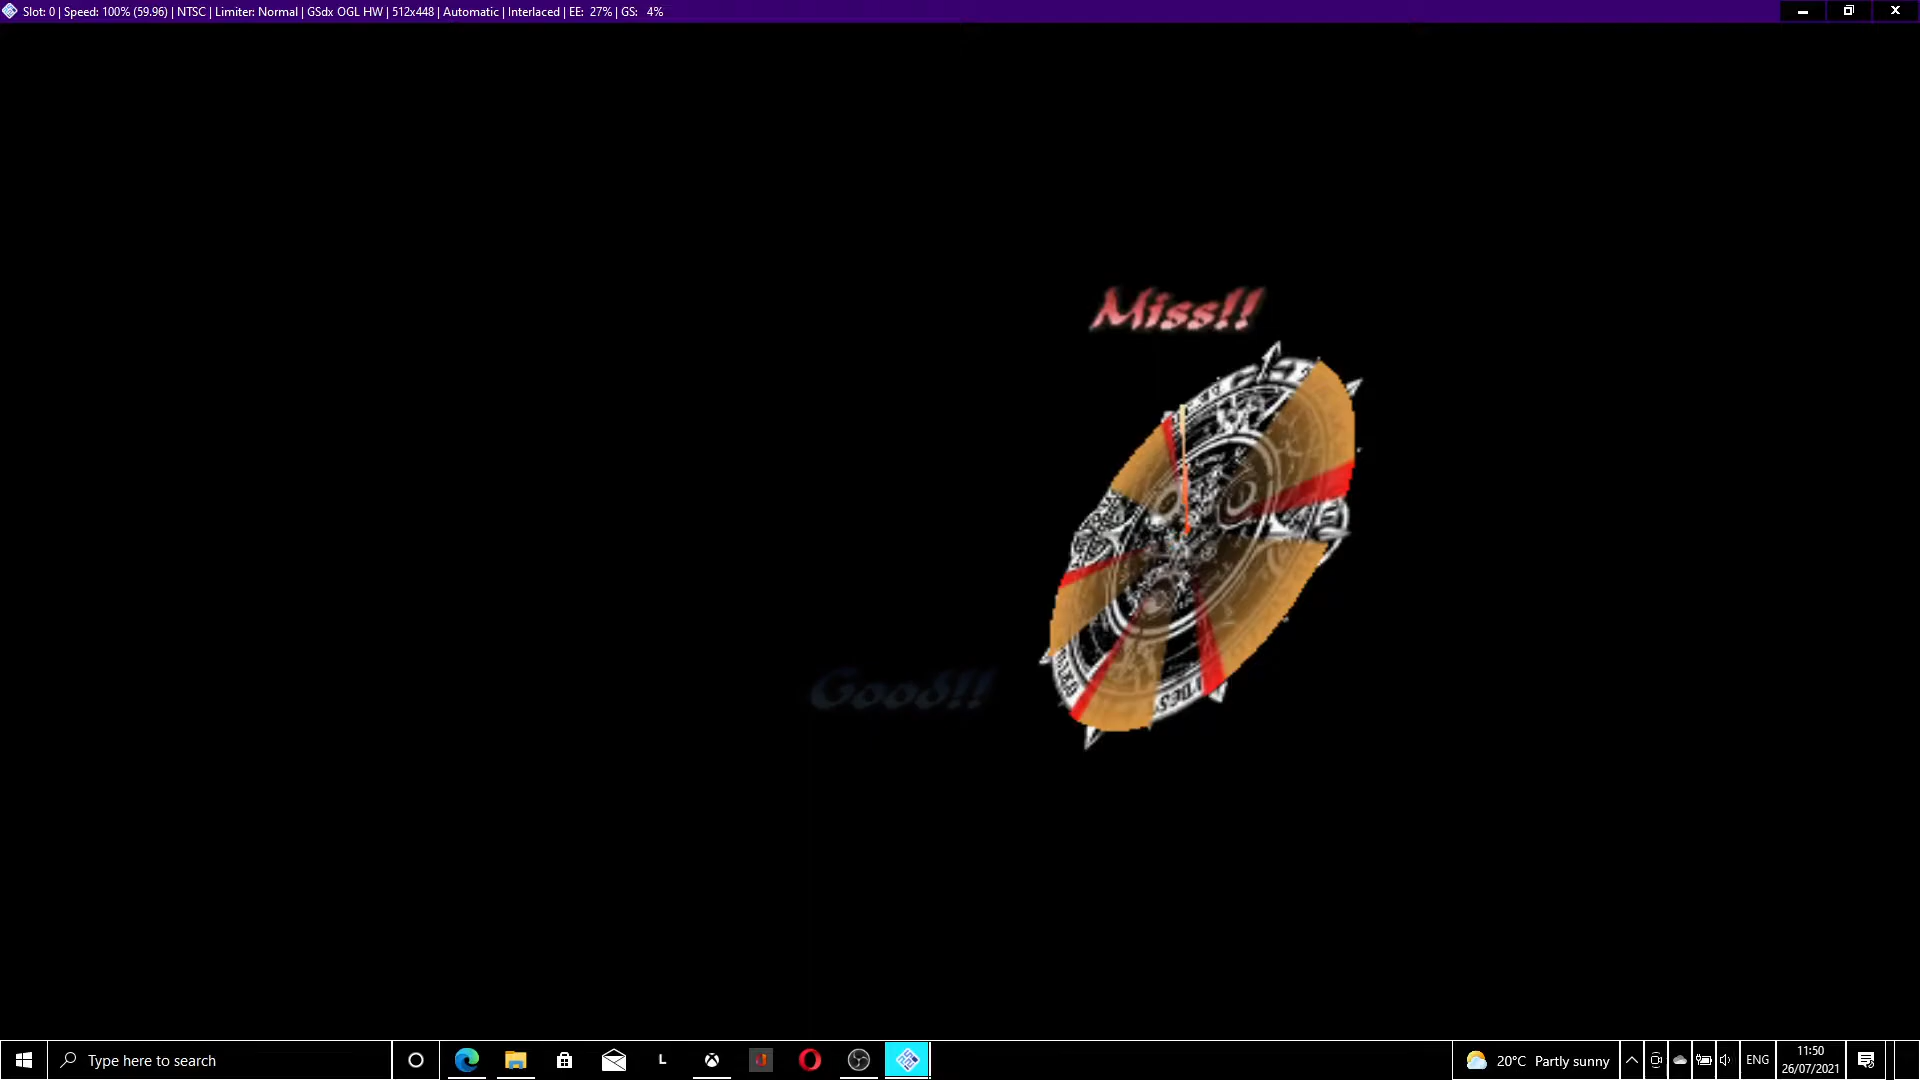 Slot: 0 | Speed: 100% (59.96) | NTSC | Limiter: Normal | GSdx OGL HW | 512x448 | Automatic | Interlaced | EE: 27% | GS: 4%
Miss!!
Good!!
Type here to search
L
20°C Partly sunny
ENG
11:50
26/07/2021